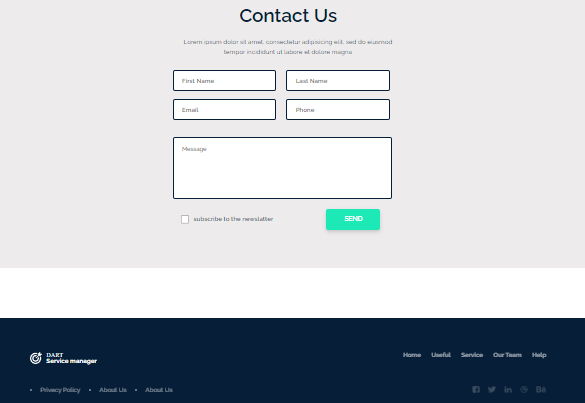 Contact Us
Lorem ipsum dolor sit amet, consectetur adipiscing elit, sed do eiusmod
tempor incididunt ut labore et dolore magna
First Name Last Name
Email Phone
Message
subscribe to the newslatter SEND
DART
Service manager
Home Useful Service Our Team Help
• Privacy Policy • About Us • About Us